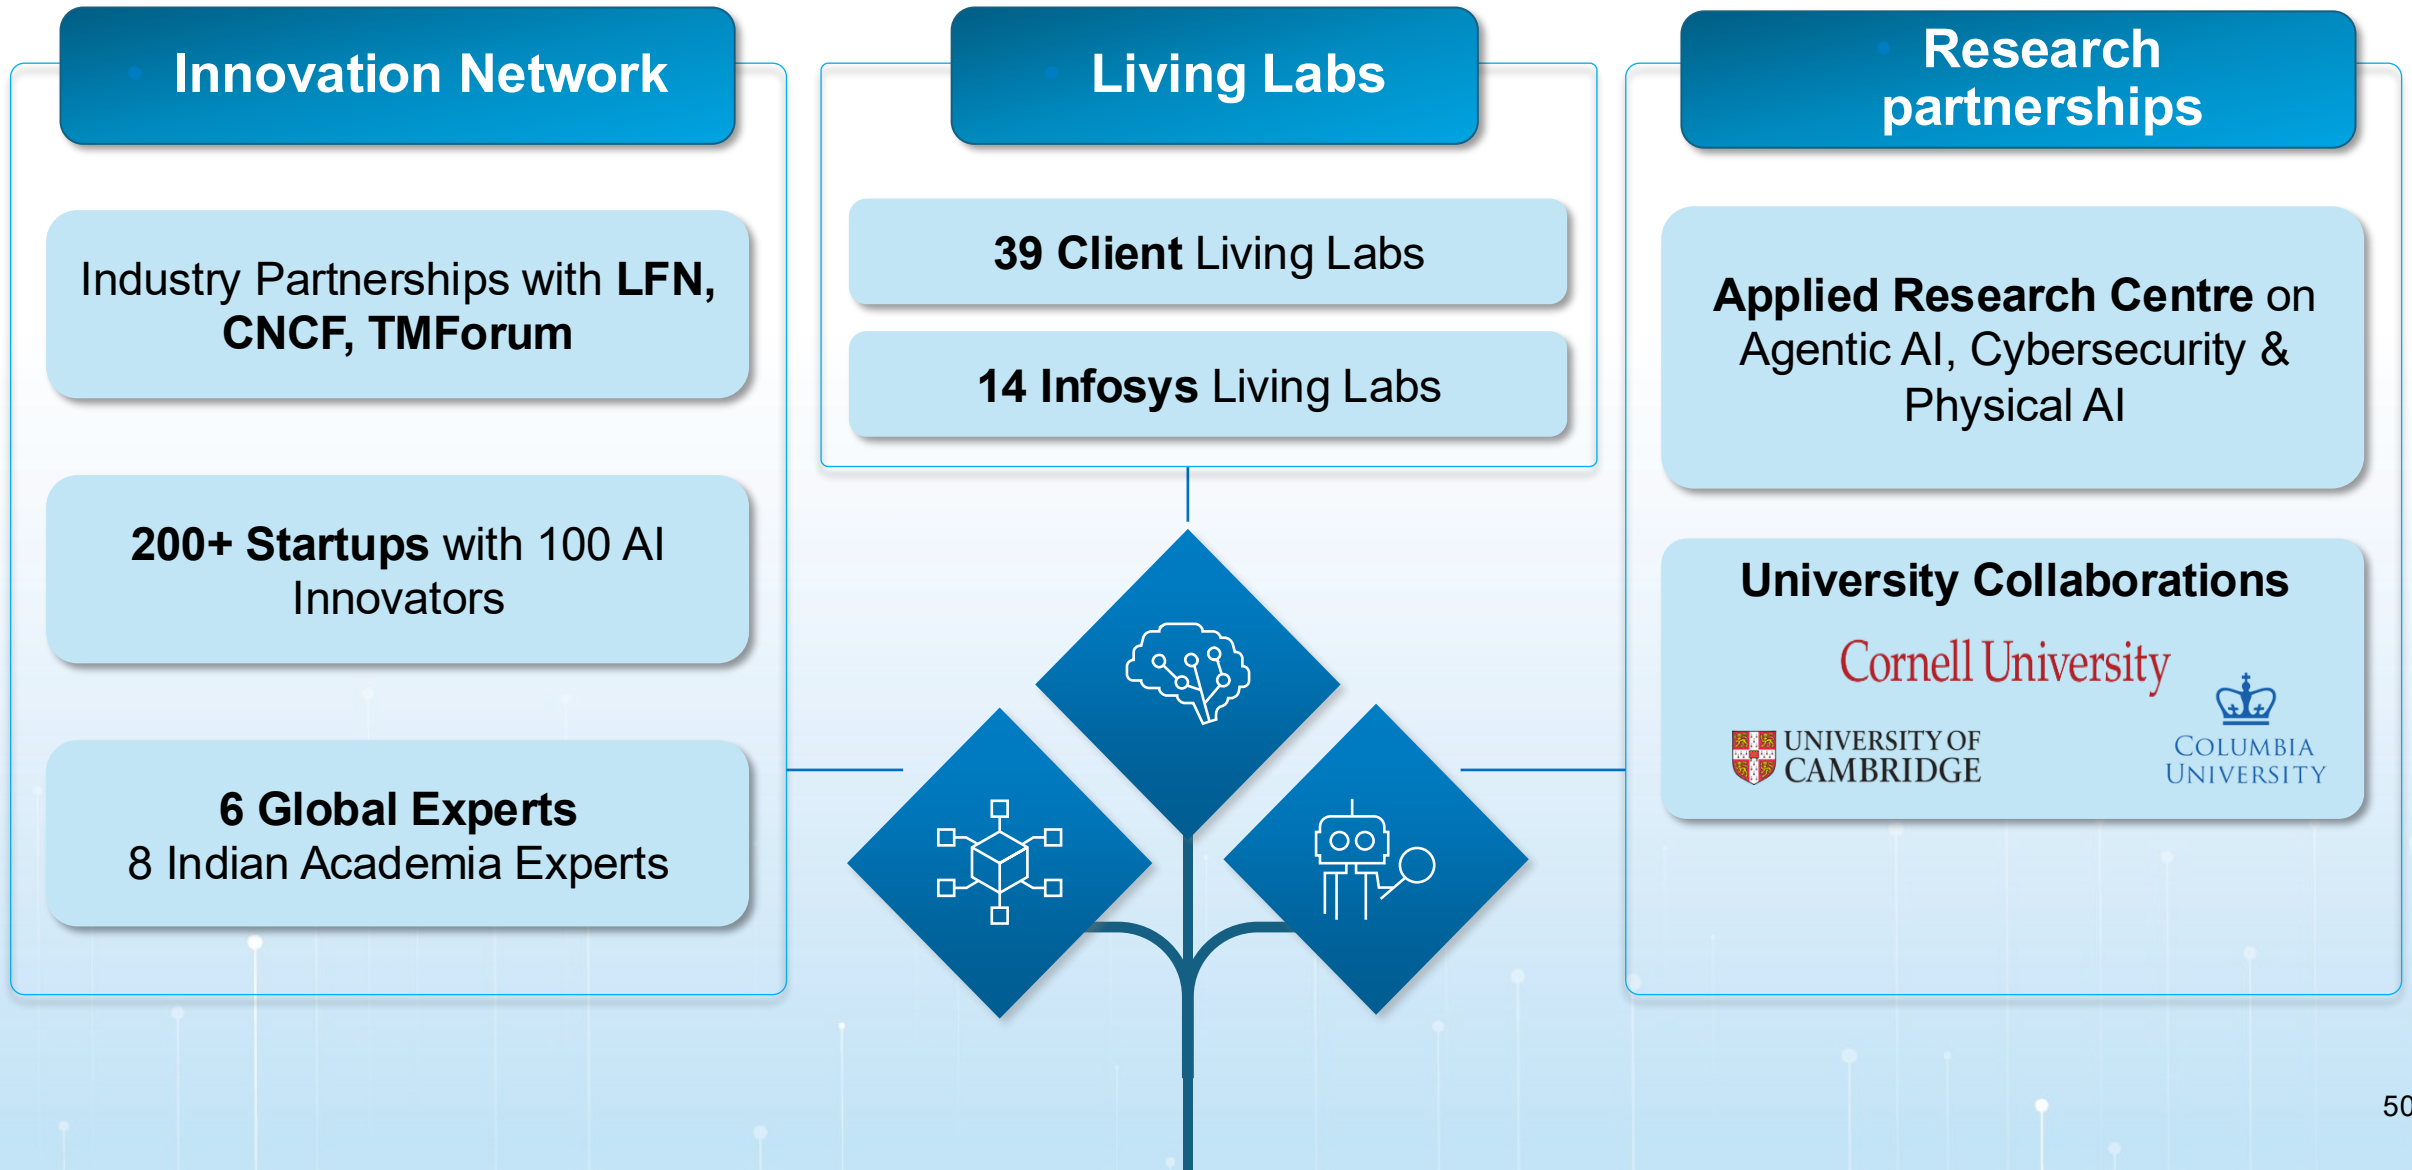 Innovation Network
Industry Partnerships with LFN,
CNCF, TMForum
200+ Startups with 100 AI
Innovators
6 Global Experts
8 Indian Academia Experts
Living Labs
39 Client Living Labs
14 Infosys Living Labs
Research
partnerships
Applied Research Centre on
Agentic AI, Cybersecurity &
Physical AI
University Collaborations
Cornell University
UNIVERSITY OF
CAMBRIDGE
COLUMBIA
UNIVERSITY
50